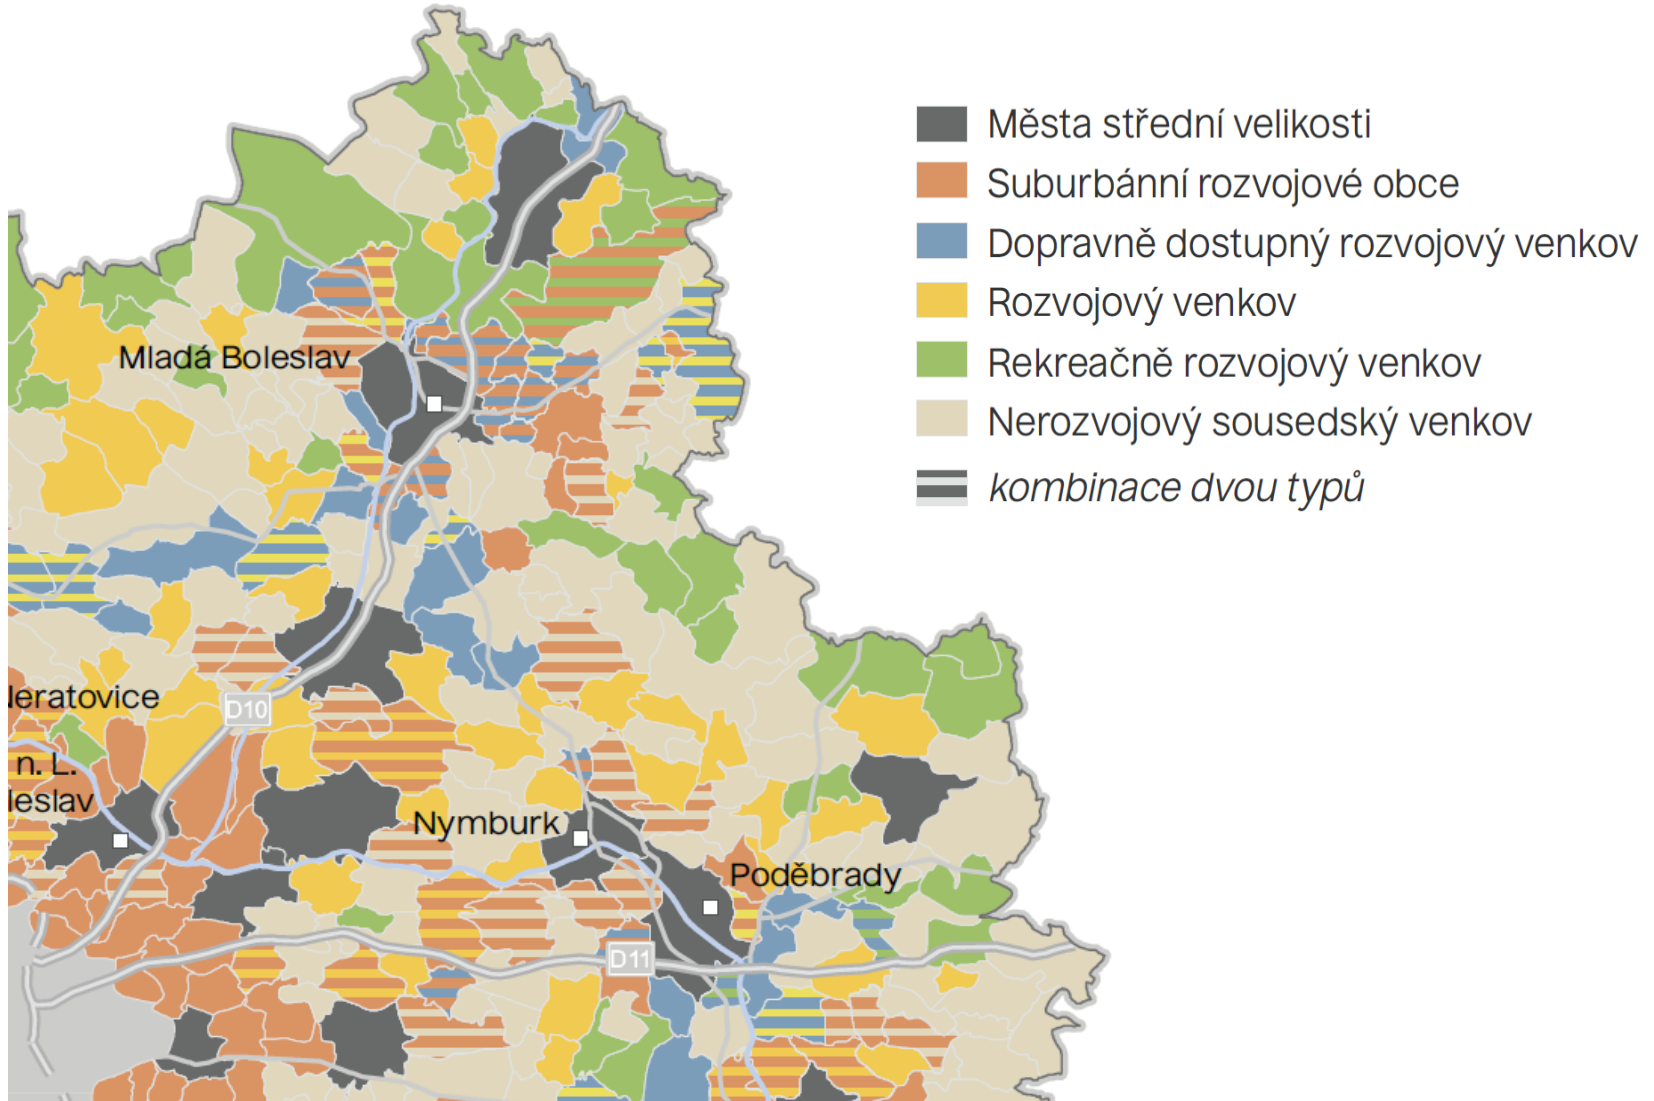 Města střední velikosti
Suburbánní rozvojové obce
Dopravně dostupný rozvojový venkov
Rozvojový venkov
Rekreačně rozvojový venkov
Nerozvojový sousedský venkov
kombinace dvou typů
Mladá Boleslav
eratovice
D10
n. L.
leslav
Nymburk
Poděbrady
D11